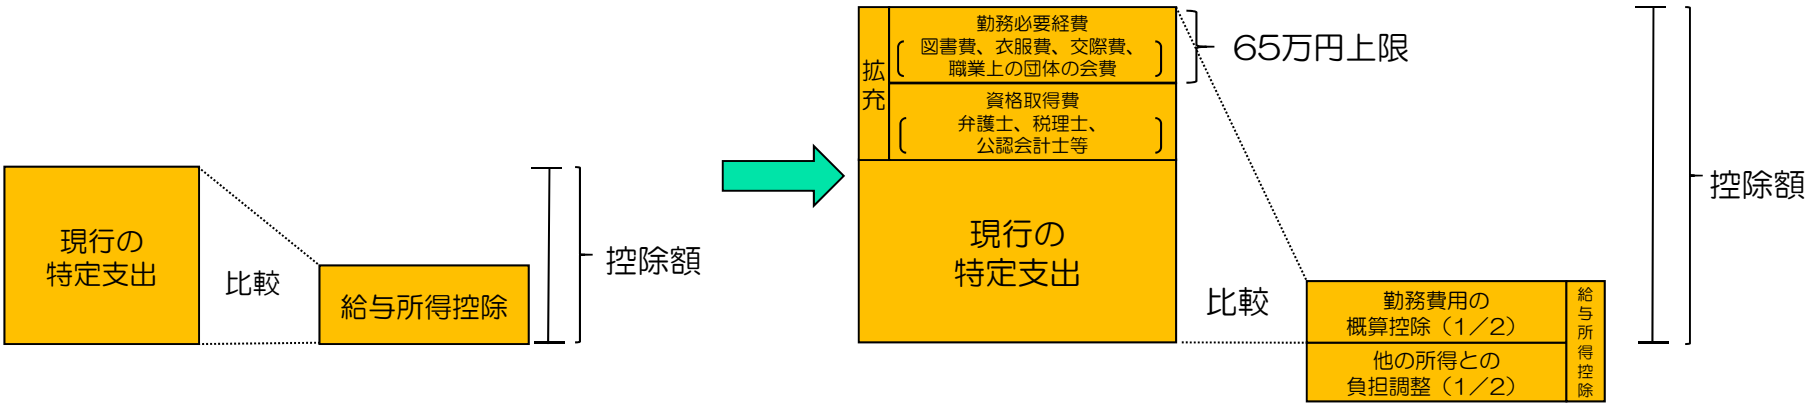 現行の
特定支出
比較
給与所得控除
控除額
拡充
勤務必要経費
図書費、衣服費、交際費、
職業上の団体の会費
65万円上限
資格取得費
弁護士、税理士、
公認会計士等
現行の
特定支出
比較
勤務費用の
概算控除（1／2）
他の所得との
負担調整（1／2）
給与所得控除
控除額